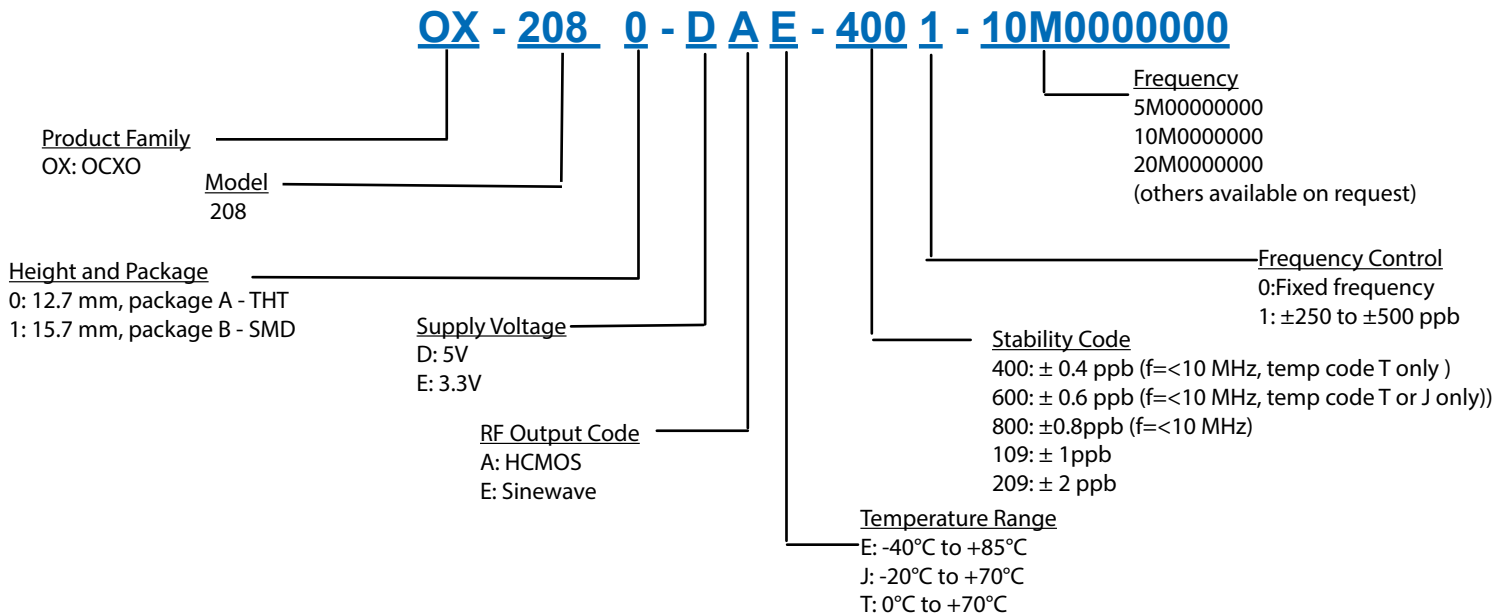 OX - 208 0 - D A E - 400 1 - 10M0000000
Frequency
5M00000000
10M0000000
20M0000000
(others available on request)
Product Family
OX: OCXO
Model
208
Height and Package
0: 12.7 mm, package A - THT
1: 15.7 mm, package B - SMD
Frequency Control
0:Fixed frequency
1: ±250 to ±500 ppb
Supply Voltage
D: 5V
E: 3.3V
Stability Code
400: ± 0.4 ppb (f=<10 MHz, temp code T only )
600: ± 0.6 ppb (f=<10 MHz, temp code T or J only))
800: ±0.8ppb (f=<10 MHz)
109: ± 1ppb
209: ± 2 ppb
RF Output Code
A: HCMOS
E: Sinewave
Temperature Range
E: -40°C to +85°C
J: -20°C to +70°C
T: 0°C to +70°C